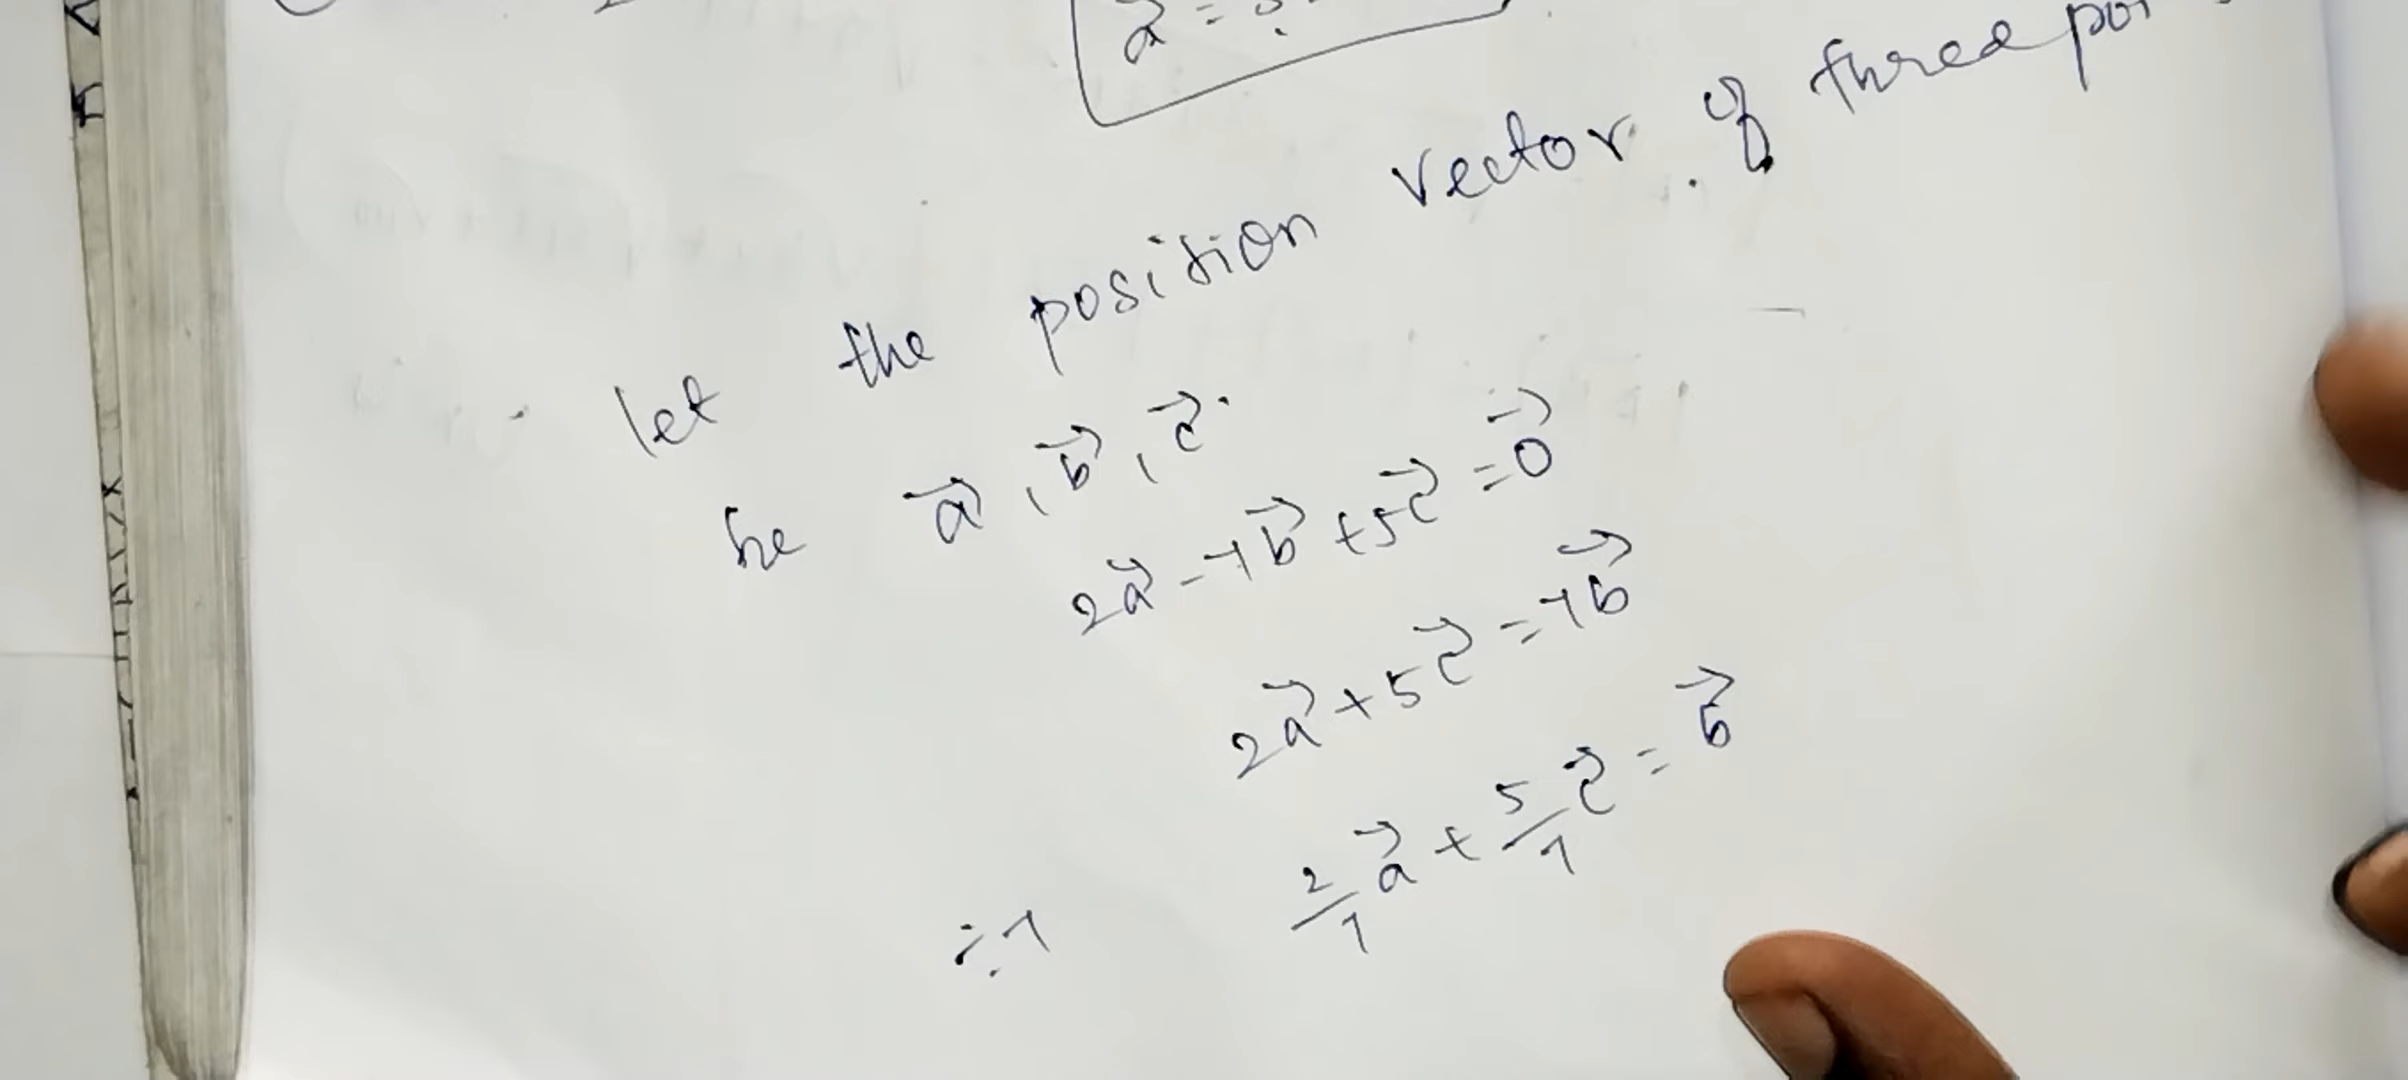 a⃗ =
let the position vector of three poi
be a⃗, b⃗, c⃗.
2a⃗ - 7b⃗ + 5c⃗ = 0⃗
2a⃗ + 5c⃗ = 7b⃗
÷7 2/7 a⃗ + 5/7 c⃗ = b⃗